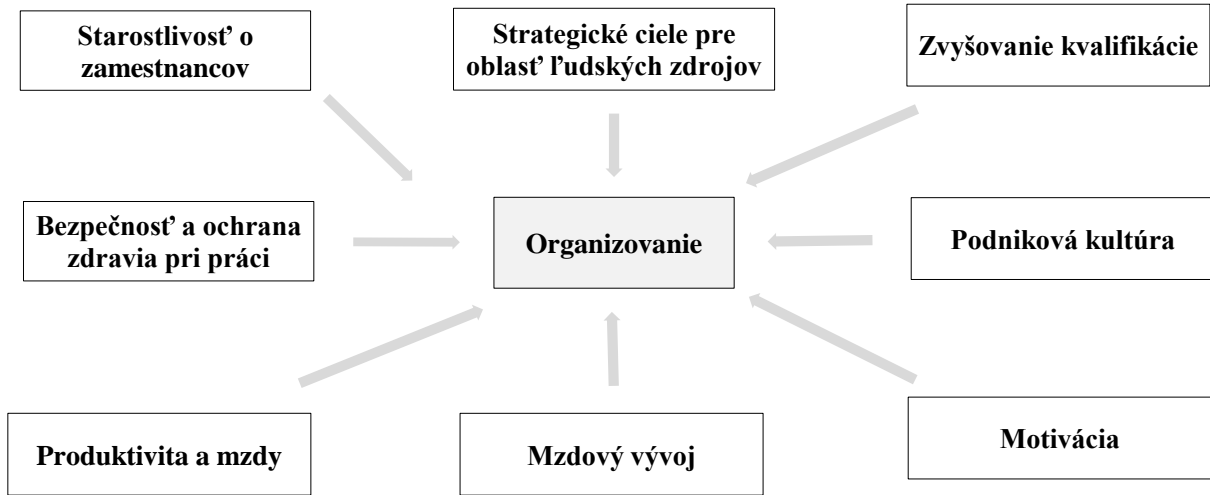 Starostlivosť o
zamestnancov
Strategické ciele pre
oblasť ľudských zdrojov
Zvyšovanie kvalifikácie
Bezpečnosť a ochrana
zdravia pri práci
Organizovanie
Podniková kultúra
Produktivita a mzdy
Mzdový vývoj
Motivácia